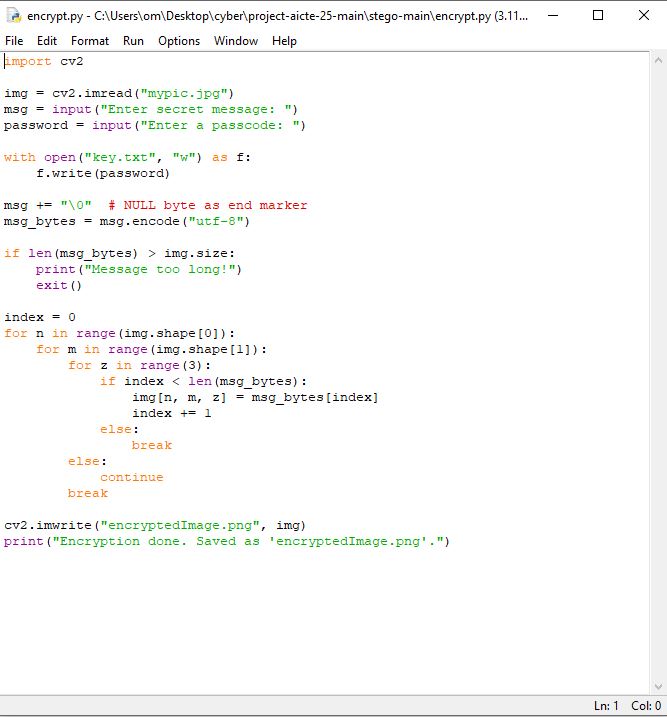 encrypt.py - C:\Users\om\Desktop\cyber\project-aicte-25-main\stego-main\encrypt.py (3.11...
File Edit Format Run Options Window Help
import cv2

img = cv2.imread("mypic.jpg")
msg = input("Enter secret message: ")
password = input("Enter a passcode: ")

with open("key.txt", "w") as f:
    f.write(password)

msg += "\0"  # NULL byte as end marker
msg_bytes = msg.encode("utf-8")

if len(msg_bytes) > img.size:
    print("Message too long!")
    exit()

index = 0
for n in range(img.shape[0]):
    for m in range(img.shape[1]):
        for z in range(3):
            if index < len(msg_bytes):
                img[n, m, z] = msg_bytes[index]
                index += 1
            else:
                break
        else:
            continue
        break

cv2.imwrite("encryptedImage.png", img)
print("Encryption done. Saved as 'encryptedImage.png'.")
Ln: 1 Col: 0